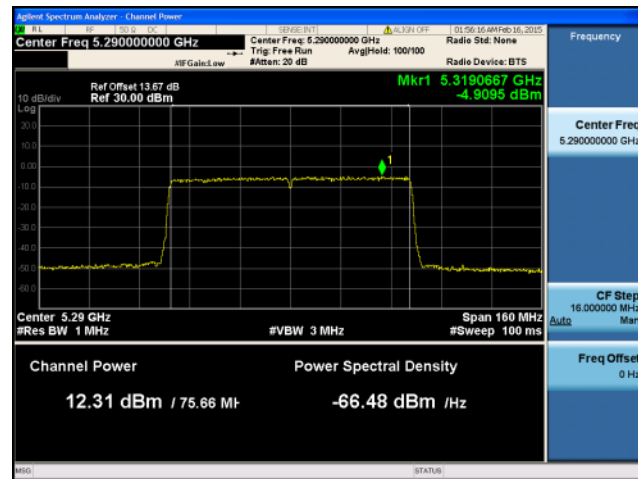 Agilent Spectrum Analyzer - Channel Power
RL RF 50 Ω DC SENSE:INT ALIGN OFF 01:56:16 AM Feb 16, 2015
Center Freq 5.290000000 GHz
Center Freq: 5.290000000 GHz
Radio Std: None
Trig: Free Run Avg|Hold: 100/100
#IFGain:Low #Atten: 20 dB Radio Device: BTS
Ref Offset 13.67 dB
10 dB/div Ref 30.00 dBm
Mkr1 5.3190667 GHz
-4.9095 dBm
Log
20.0
10.0
0.00
-10.0
-20.0
-30.0
-40.0
-50.0
-60.0
1
Center 5.29 GHz Span 160 MHz
#Res BW 1 MHz #VBW 3 MHz #Sweep 100 ms
Channel Power Power Spectral Density
12.31 dBm / 75.66 MH -66.48 dBm /Hz
MSG STATUS
Frequency
Center Freq
5.290000000 GHz
CF Step
16.000000 MHz
Auto Man
Freq Offset
0 Hz